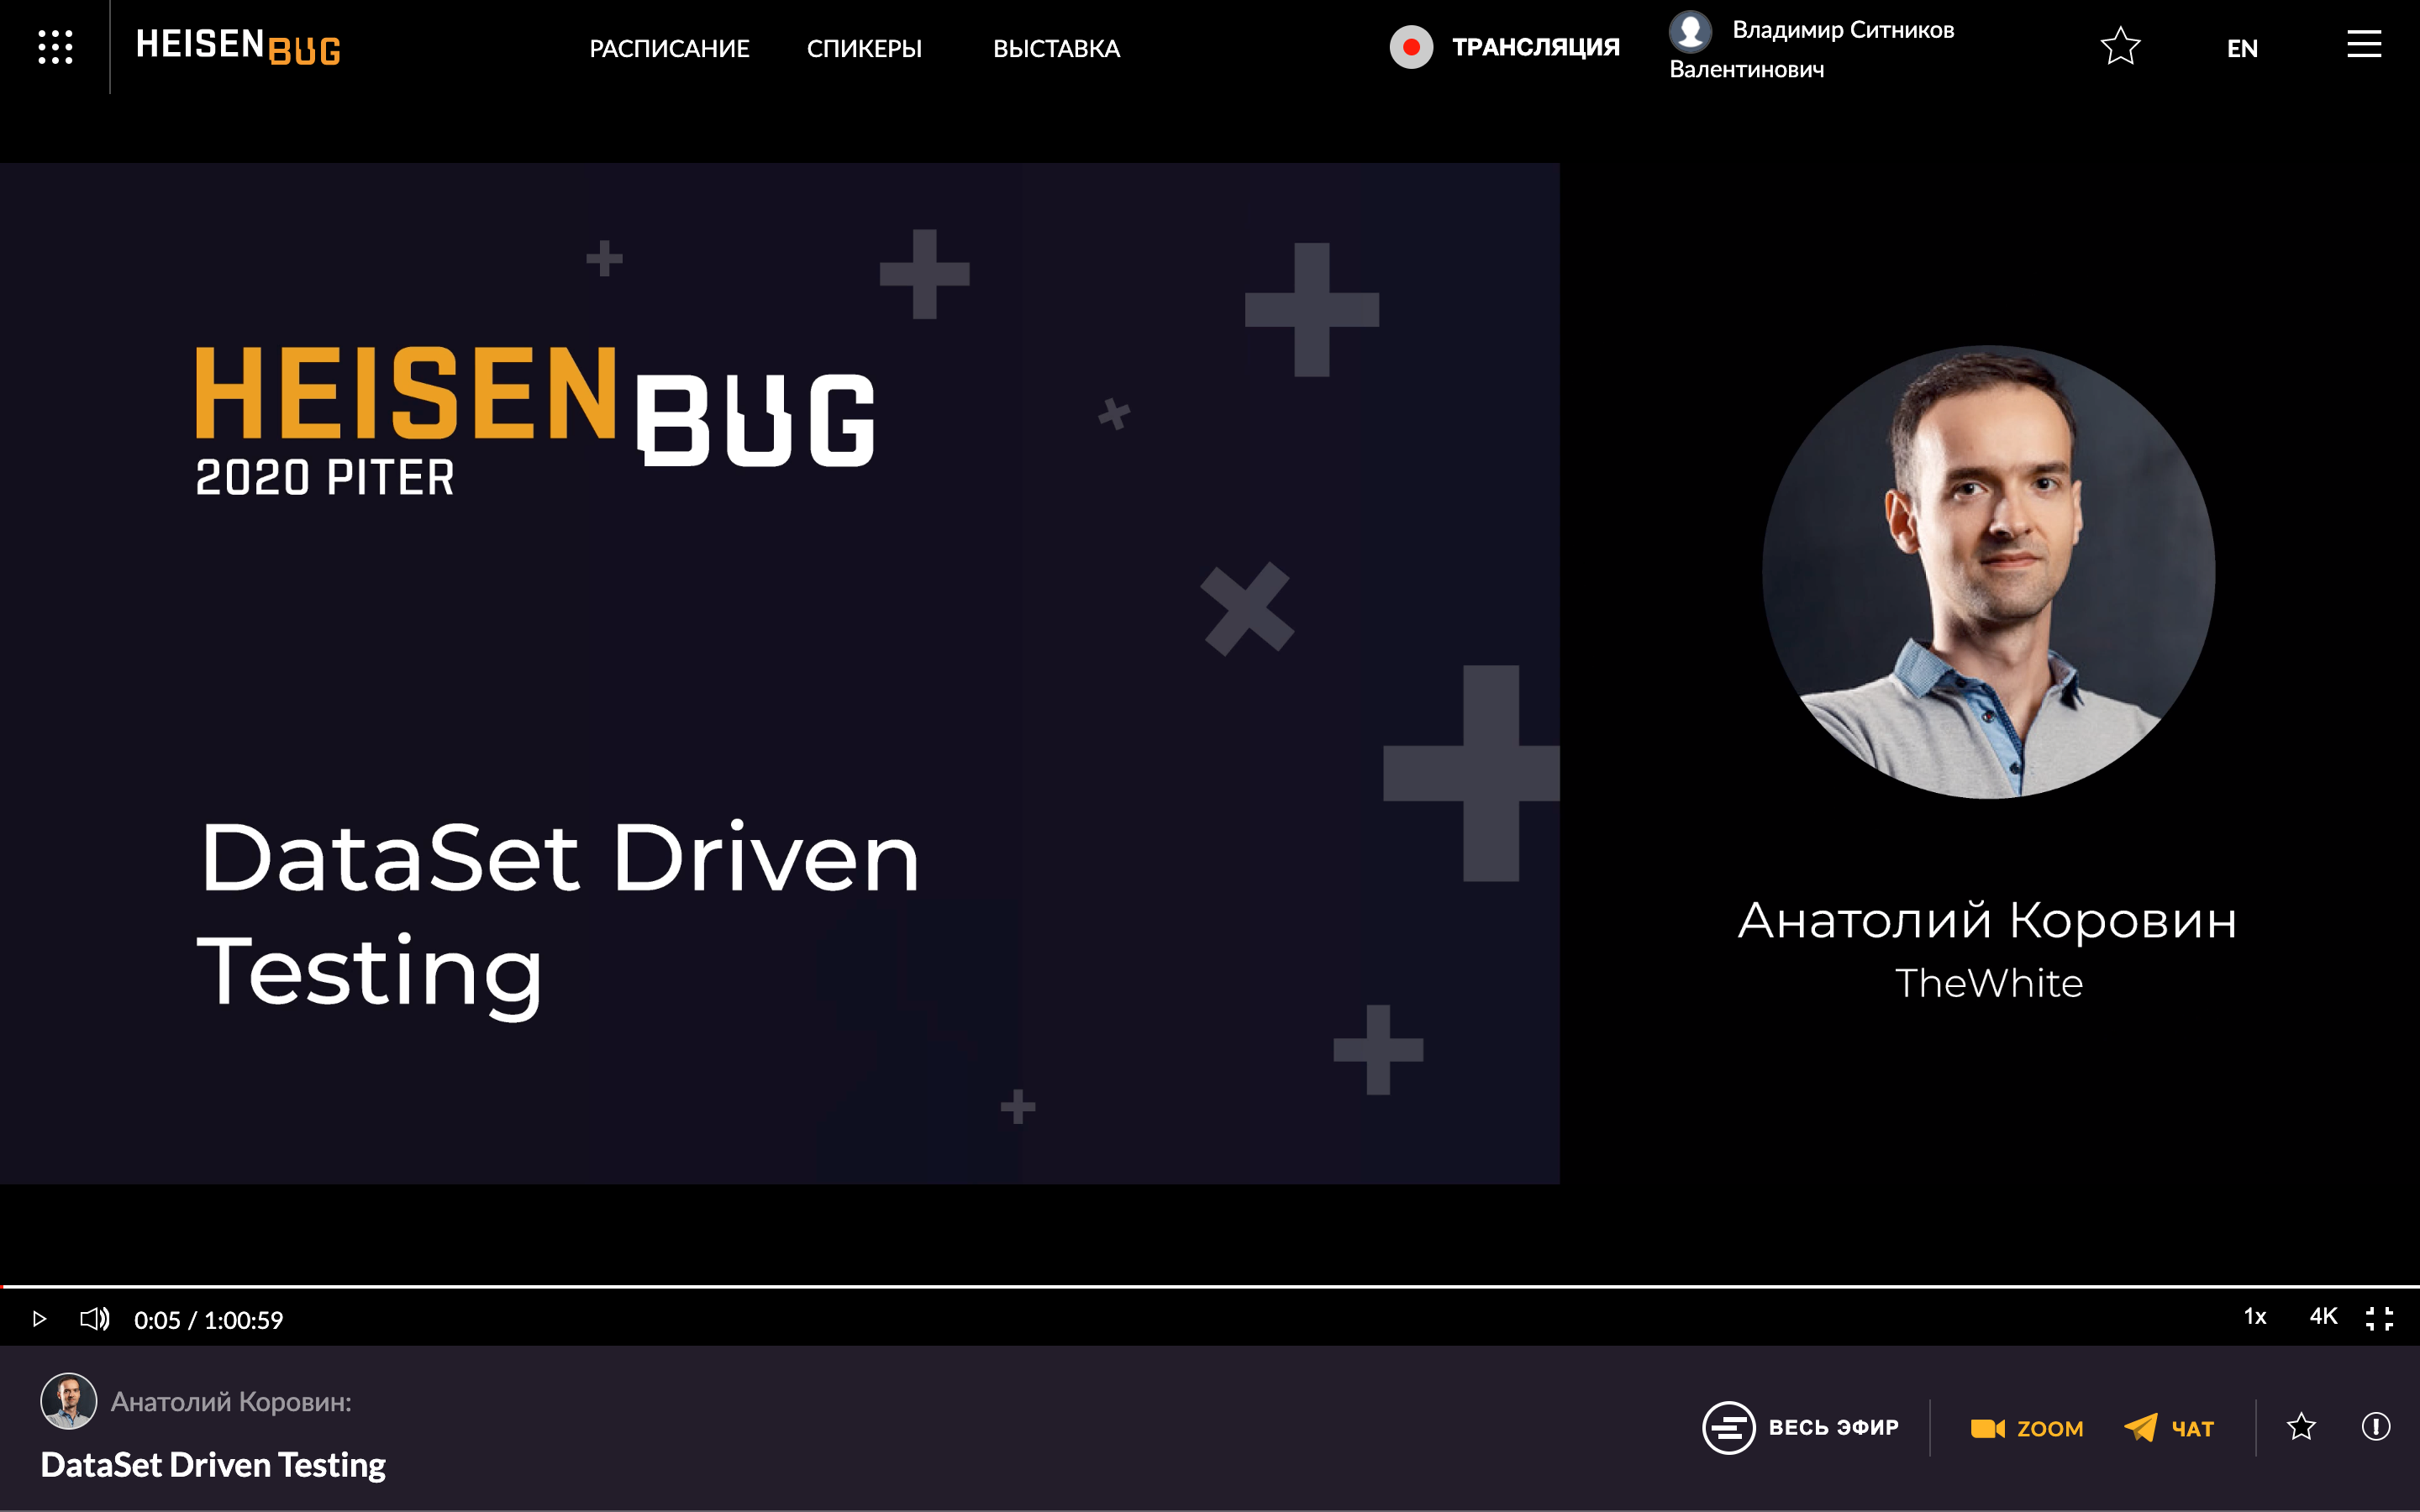 HEISENBUG
РАСПИСАНИЕ
СПИКЕРЫ
ВЫСТАВКА
ТРАНСЛЯЦИЯ
Владимир Ситников
Валентинович
EN
HEISENBUG
2020 PITER
DataSet Driven
Testing
Анатолий Коровин
TheWhite
0:05 / 1:00:59
1x
4K
Анатолий Коровин:
DataSet Driven Testing
ВЕСЬ ЭФИР
ZOOM
ЧАТ